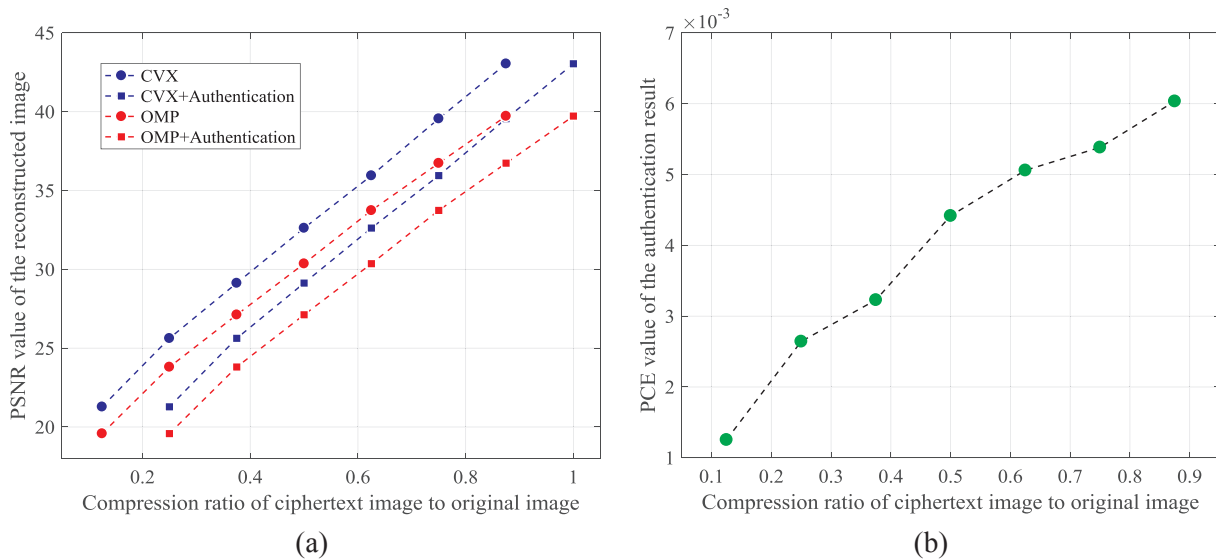 45
40
35
30
25
20
PSNR value of the reconstructed image
CVX
CVX+Authentication
OMP
OMP+Authentication
0.2 0.4 0.6 0.8 1
Compression ratio of ciphertext image to original image
(a)
×10⁻³
7
6
5
4
3
2
1
PCE value of the authentication result
0.1 0.2 0.3 0.4 0.5 0.6 0.7 0.8 0.9
Compression ratio of ciphertext image to original image
(b)